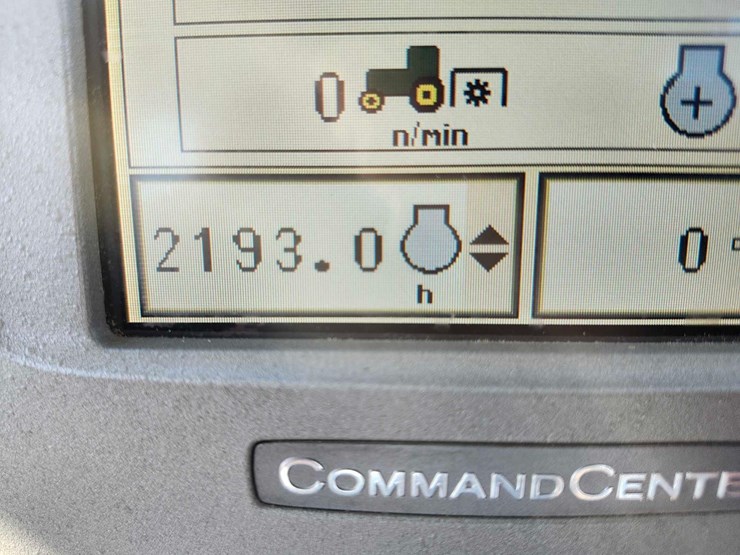 0
n/min
2193.0
h
0
COMMANDCENTE